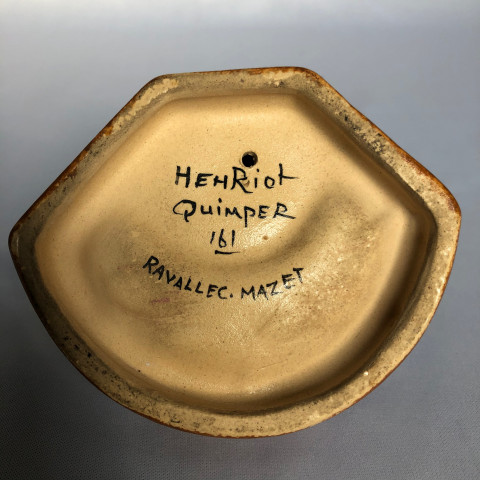 HENRiot
QUiMPER
161
RAVALLEC. MAZET